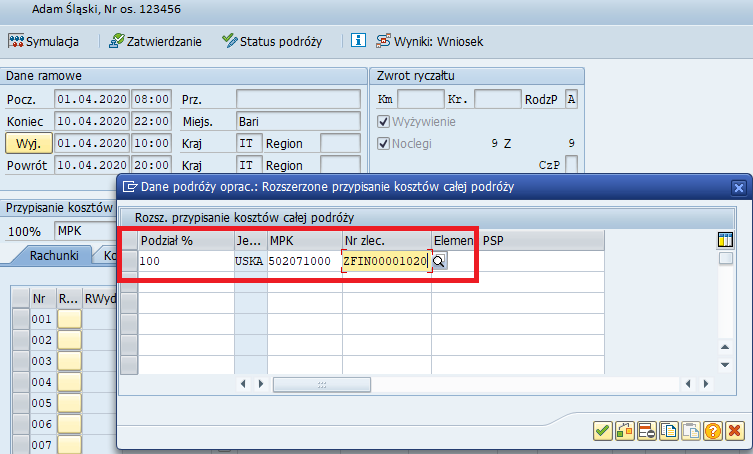 Adam Śląski, Nr os. 123456
Symulacja Zatwierdzanie Status podróży Wyniki: Wniosek
Dane ramowe
Pocz. 01.04.2020 08:00 Prz.
Koniec 10.04.2020 22:00 Miejs. Bari
Wyj. 01.04.2020 10:00 Kraj IT Region
Powrót 10.04.2020 20:00 Kraj IT Region
Zwrot ryczałtu
Km Kr. RodzP A
Wyżywienie
Noclegi 9 Z 9
CzP
Przypisanie kosztów
100% MPK
Rachunki
Nr R... RWyd
001
002
003
004
005
006
007
Dane podróży oprac.: Rozszerzone przypisanie kosztów całej podróży
Rozsz. przypisanie kosztów całej podróży
Podział % Je... MPK Nr zlec. Elemen PSP
100 USKA 502071000 ZFIN00001020